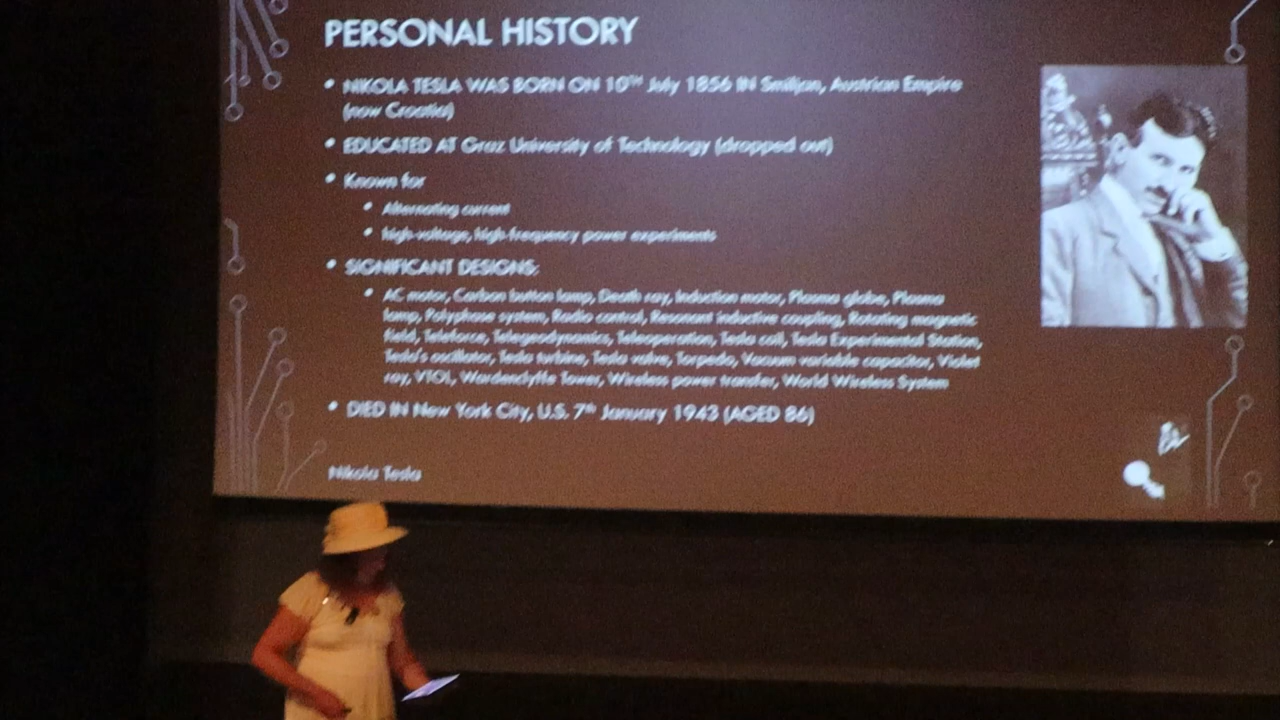 PERSONAL HISTORY
• NIKOLA TESLA WAS BORN ON 10TH July 1856 IN Smiljan, Austrian Empire
(now Croatia)
• EDUCATED AT Graz University of Technology (dropped out)
• Known for
• Alternating current
• high-voltage, high-frequency power experiments
• SIGNIFICANT DESIGNS:
• AC motor, Carbon button lamp, Death ray, Induction motor, Plasma globe, Plasma
lamp, Polyphase system, Radio control, Resonant inductive coupling, Rotating magnetic
field, Teleforce, Telegeodynamics, Teleoperation, Tesla coil, Tesla Experimental Station,
Tesla's oscillator, Tesla turbine, Tesla valve, Torpedo, Vacuum variable capacitor, Violet
ray, VTOL, Wardenclyffe Tower, Wireless power transfer, World Wireless System
• DIED IN New York City, U.S. 7th January 1943 (AGED 86)
Nikola Tesla